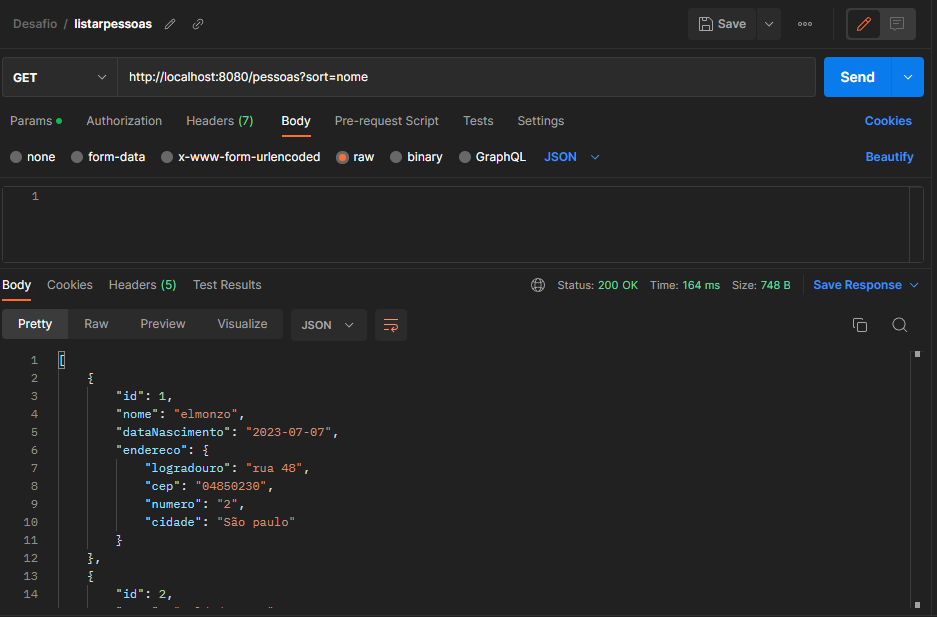 Desafio / listarpessoas
Save
GET
http://localhost:8080/pessoas?sort=nome
Send
Params
Authorization
Headers (7)
Body
Pre-request Script
Tests
Settings
Cookies
none
form-data
x-www-form-urlencoded
raw
binary
GraphQL
JSON
Beautify
1
Body
Cookies
Headers (5)
Test Results
Status: 200 OK
Time: 164 ms
Size: 748 B
Save Response
Pretty
Raw
Preview
Visualize
JSON
1 [
2 {
3 "id": 1,
4 "nome": "elmonzo",
5 "dataNascimento": "2023-07-07",
6 "endereco": {
7 "logradouro": "rua 48",
8 "cep": "04850230",
9 "numero": "2",
10 "cidade": "São paulo"
11 }
12 },
13 {
14 "id": 2,